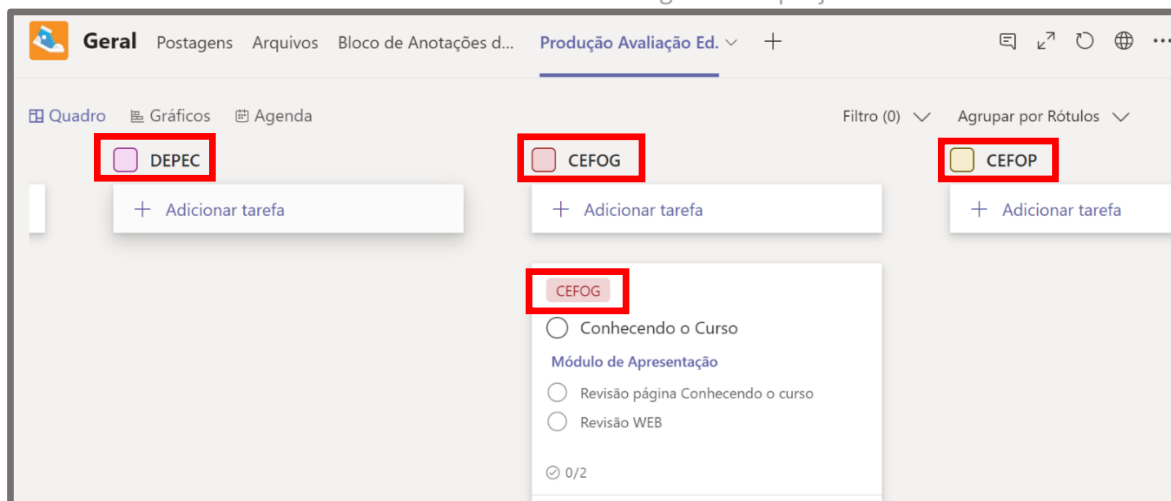 Geral Postagens Arquivos Bloco de Anotações d... Produção Avaliação Ed.
Quadro Gráficos Agenda Filtro (0) Agrupar por Rótulos
DEPEC CEFOG CEFOP
+ Adicionar tarefa + Adicionar tarefa + Adicionar tarefa
CEFOG
Conhecendo o Curso
Módulo de Apresentação
Revisão página Conhecendo o curso
Revisão WEB
0/2